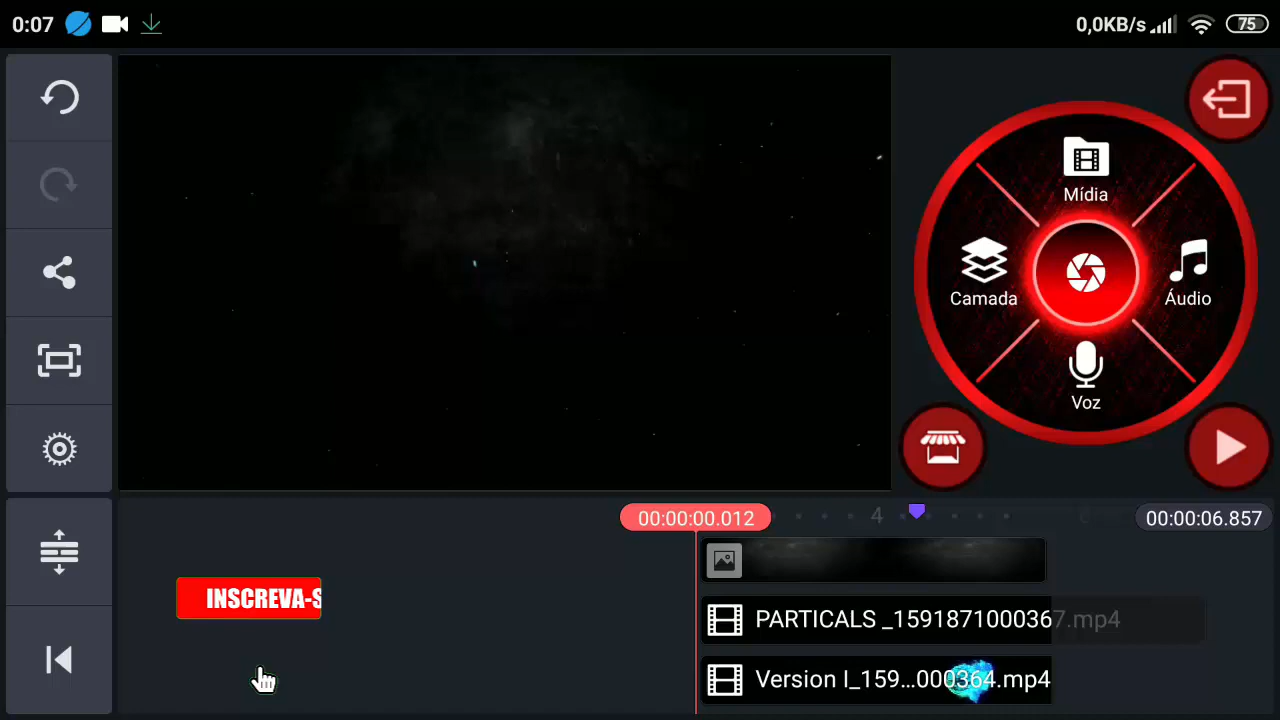 0:07
0,0KB/s
75
Mídia
Camada
Áudio
Voz
00:00:00.012
4
00:00:06.857
INSCREVA-S
PARTICALS _1591871000367.mp4
Version I_159...000364.mp4